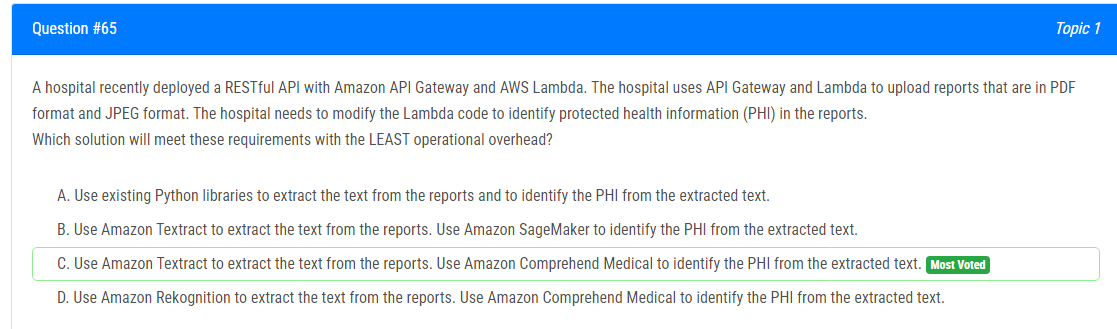 Question #65
Topic 1
A hospital recently deployed a RESTful API with Amazon API Gateway and AWS Lambda. The hospital uses API Gateway and Lambda to upload reports that are in PDF
format and JPEG format. The hospital needs to modify the Lambda code to identify protected health information (PHI) in the reports.
Which solution will meet these requirements with the LEAST operational overhead?
A. Use existing Python libraries to extract the text from the reports and to identify the PHI from the extracted text.
B. Use Amazon Textract to extract the text from the reports. Use Amazon SageMaker to identify the PHI from the extracted text.
C. Use Amazon Textract to extract the text from the reports. Use Amazon Comprehend Medical to identify the PHI from the extracted text. Most Voted
D. Use Amazon Rekognition to extract the text from the reports. Use Amazon Comprehend Medical to identify the PHI from the extracted text.